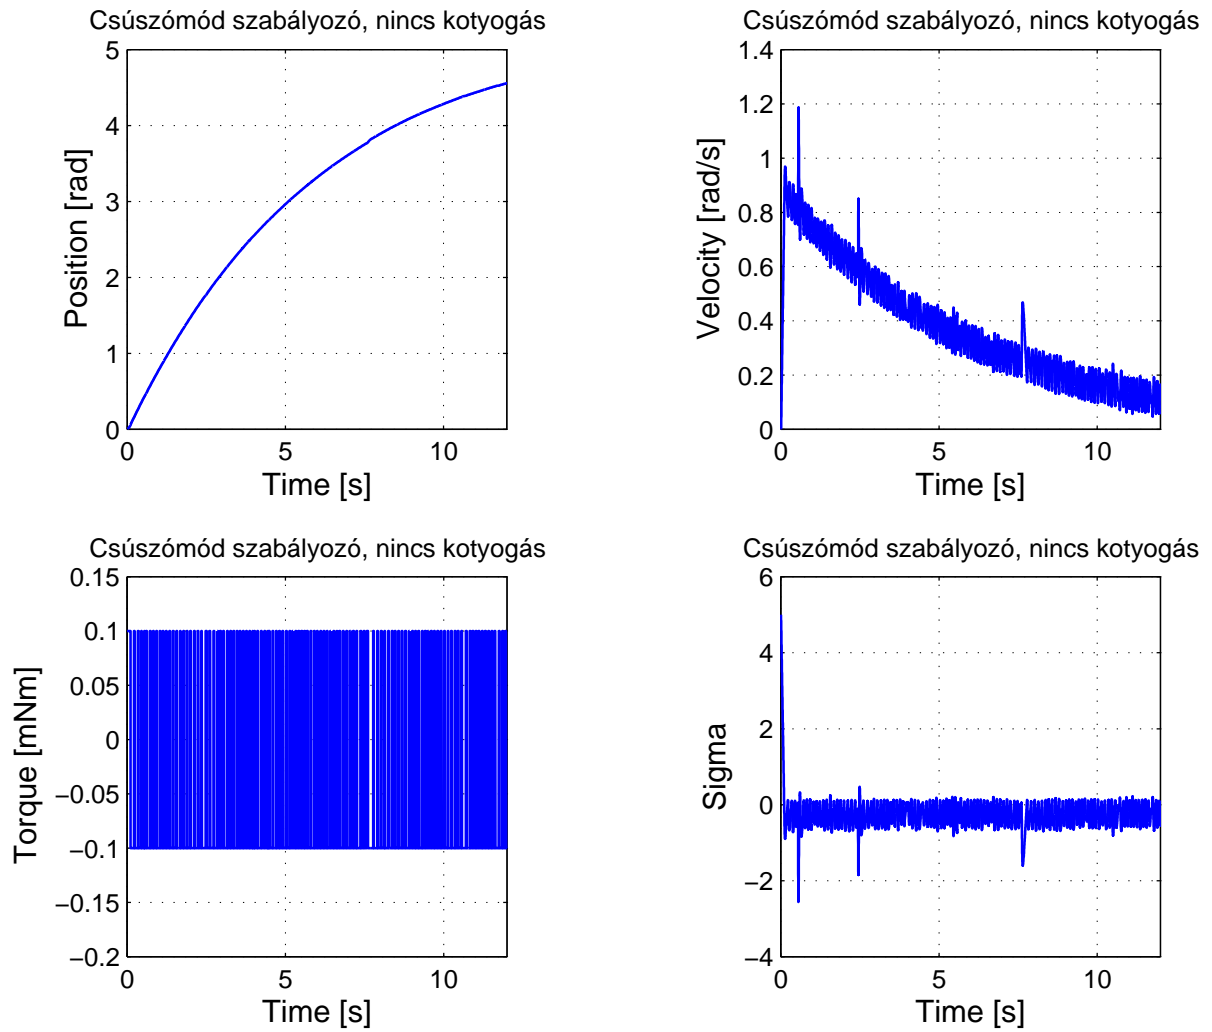 Csúszómód szabályozó, nincs kotyogás
5
4
3
2
1
0
0 5 10
Position [rad]
Time [s]
Csúszómód szabályozó, nincs kotyogás
1.4
1.2
1
0.8
0.6
0.4
0.2
0
0 5 10
Velocity [rad/s]
Time [s]
Csúszómód szabályozó, nincs kotyogás
0.15
0.1
0.05
0
−0.05
−0.1
−0.15
−0.2
0 5 10
Torque [mNm]
Time [s]
Csúszómód szabályozó, nincs kotyogás
6
4
2
0
−2
−4
0 5 10
Sigma
Time [s]